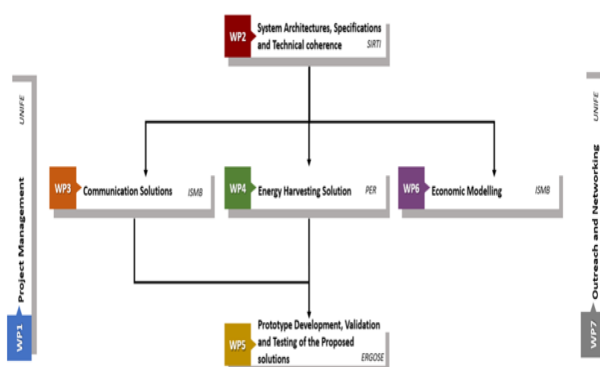 WP2
System Architectures, Specifications
and Technical coherence
SIRTI
UNIFE
Project Management
WP1
WP3
Communication Solutions
ISMB
WP4
Energy Harvesting Solution
PER
WP6
Economic Modelling
ISMB
WP5
Prototype Development, Validation
and Testing of the Proposed
solutions
ERGOSE
UNIFE
Outreach and Networking
WP7